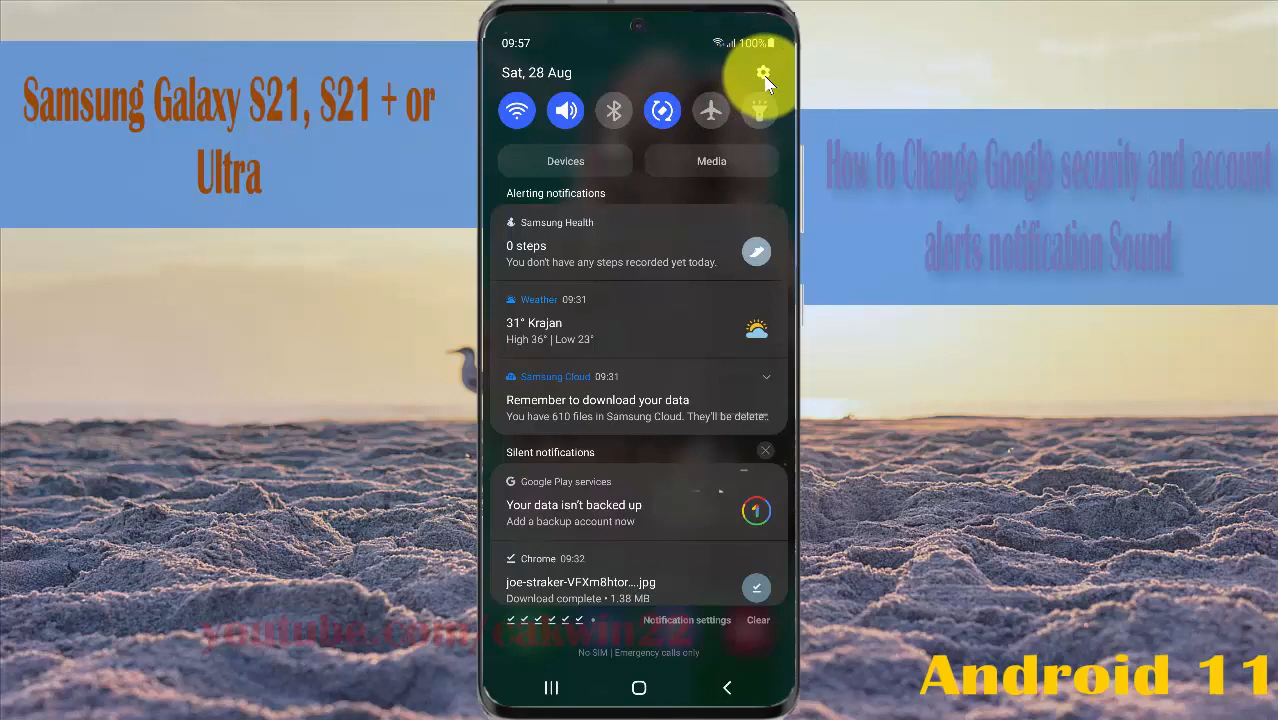 Samsung Galaxy S21, S21 + or
Ultra
How to Change Google security and account
alerts notification Sound
09:57
100%
Sat, 28 Aug
Devices
Media
Alerting notifications
Samsung Health
0 steps
You don't have any steps recorded yet today.
Weather 09:31
31° Krajan
High 36° | Low 23°
Samsung Cloud 09:31
Remember to download your data
You have 610 files in Samsung Cloud. They'll be delete..
Silent notifications
Google Play services
Your data isn't backed up
Add a backup account now
Chrome 09:32
joe-straker-VFXm8htor....jpg
Download complete • 1.38 MB
Notification settings
Clear
youtube.com/cakwin22
No SIM | Emergency calls only
Android 11